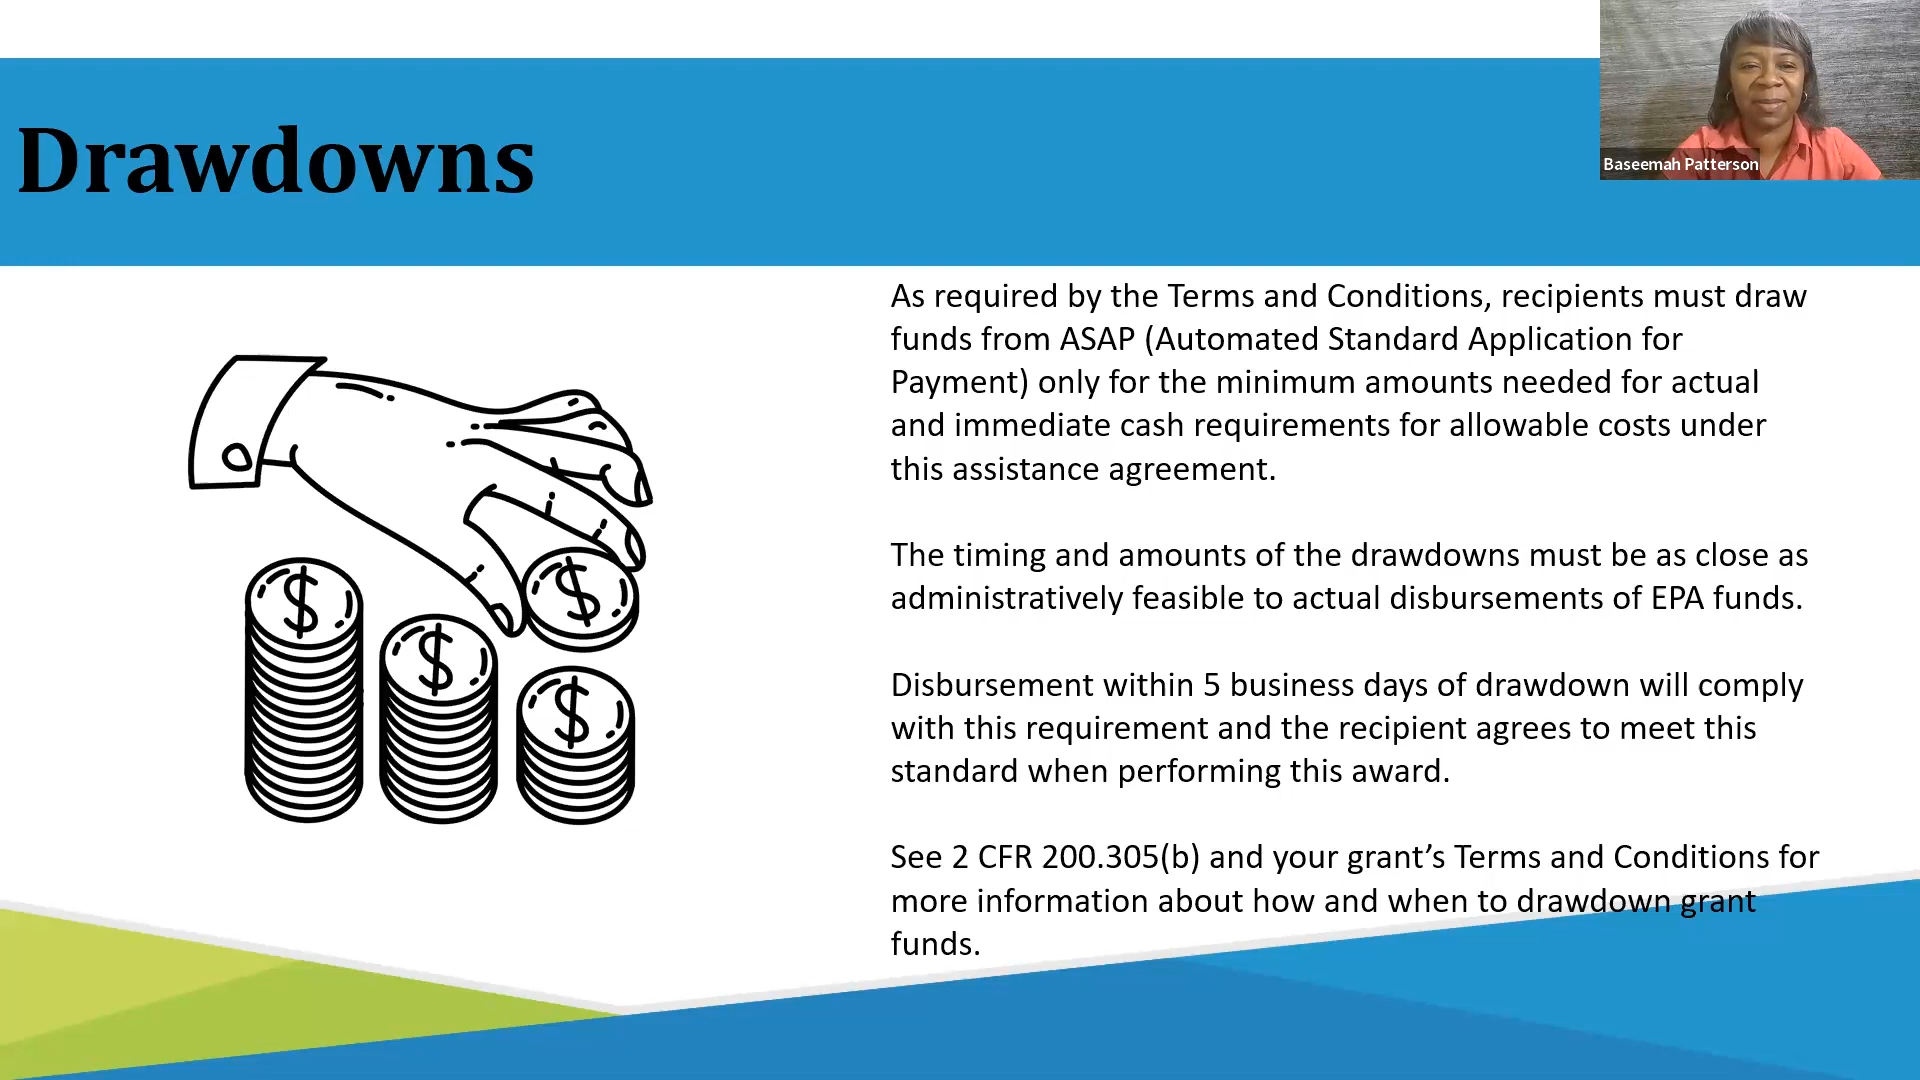 Drawdowns
Baseemah Patterson
As required by the Terms and Conditions, recipients must draw
funds from ASAP (Automated Standard Application for
Payment) only for the minimum amounts needed for actual
and immediate cash requirements for allowable costs under
this assistance agreement.
The timing and amounts of the drawdowns must be as close as
administratively feasible to actual disbursements of EPA funds.
Disbursement within 5 business days of drawdown will comply
with this requirement and the recipient agrees to meet this
standard when performing this award.
See 2 CFR 200.305(b) and your grant’s Terms and Conditions for
more information about how and when to drawdown grant
funds.
$
$
$
$